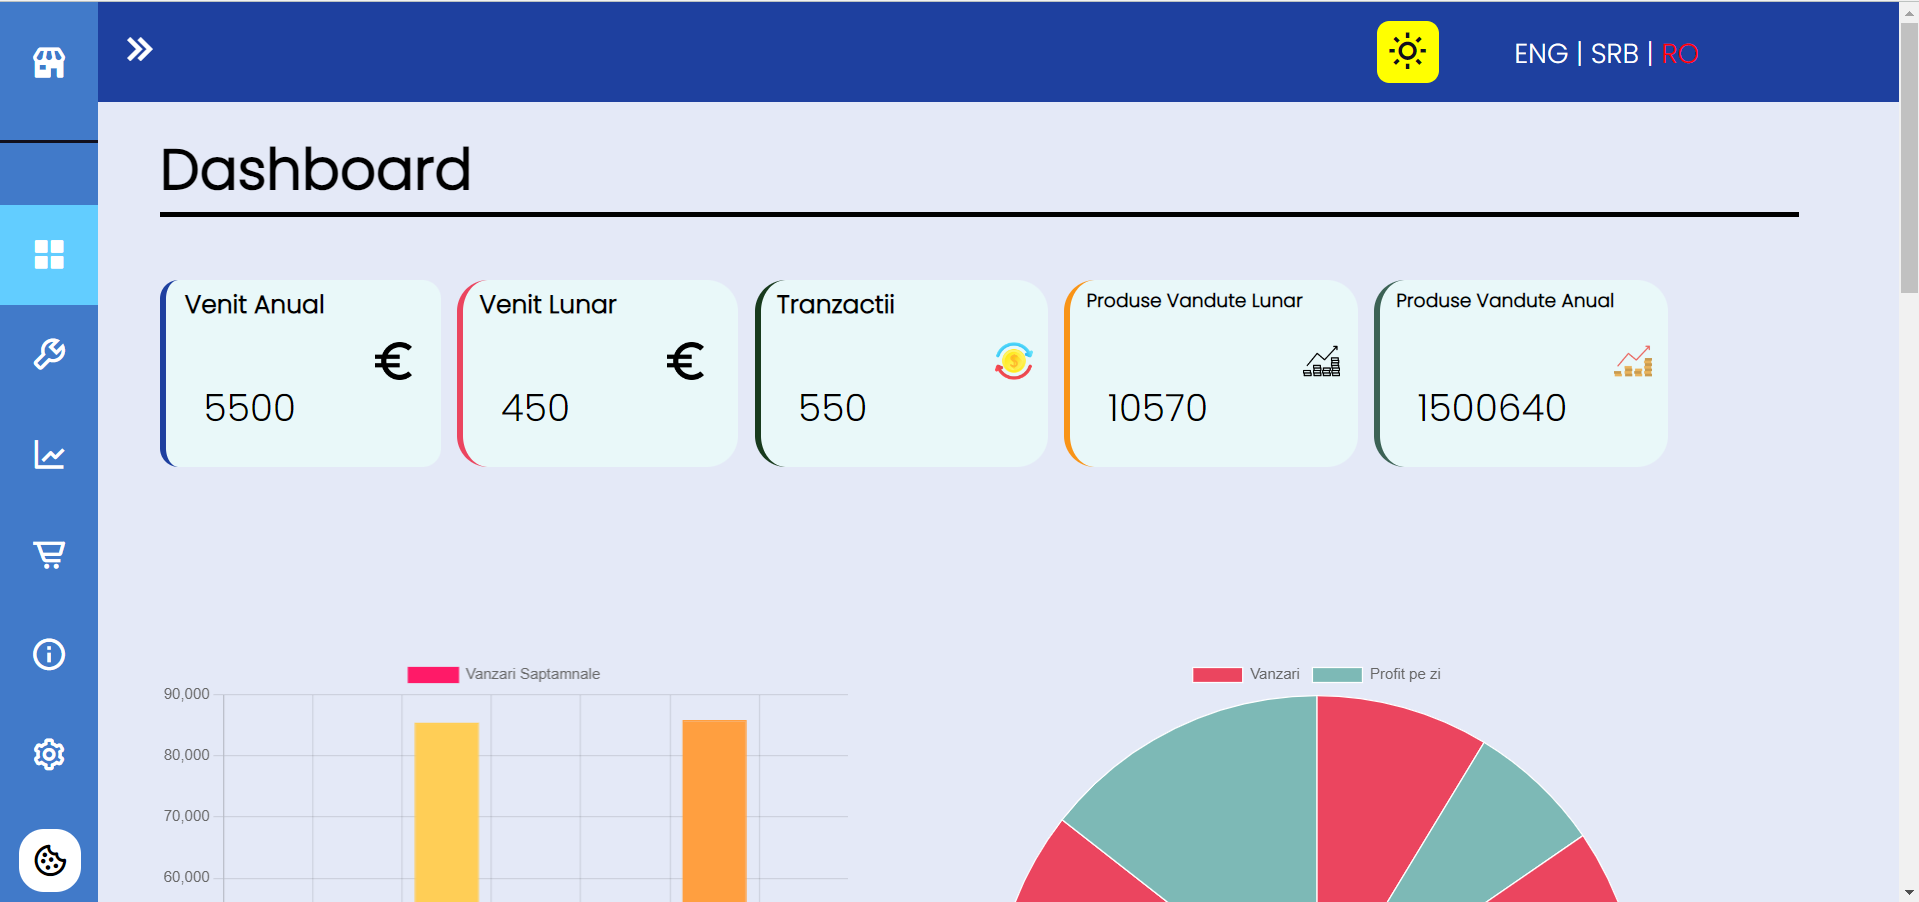 ENG | SRB | RO
Dashboard
Venit Anual
5500
Venit Lunar
450
Tranzactii
550
Produse Vandute Lunar
10570
Produse Vandute Anual
1500640
Vanzari Saptamnale
90,000
80,000
70,000
60,000
Vanzari
Profit pe zi